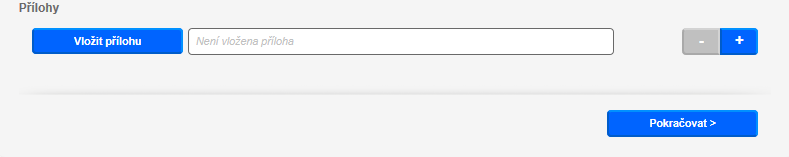 Přílohy
Vložit přílohu Není vložena příloha - +
Pokračovat >